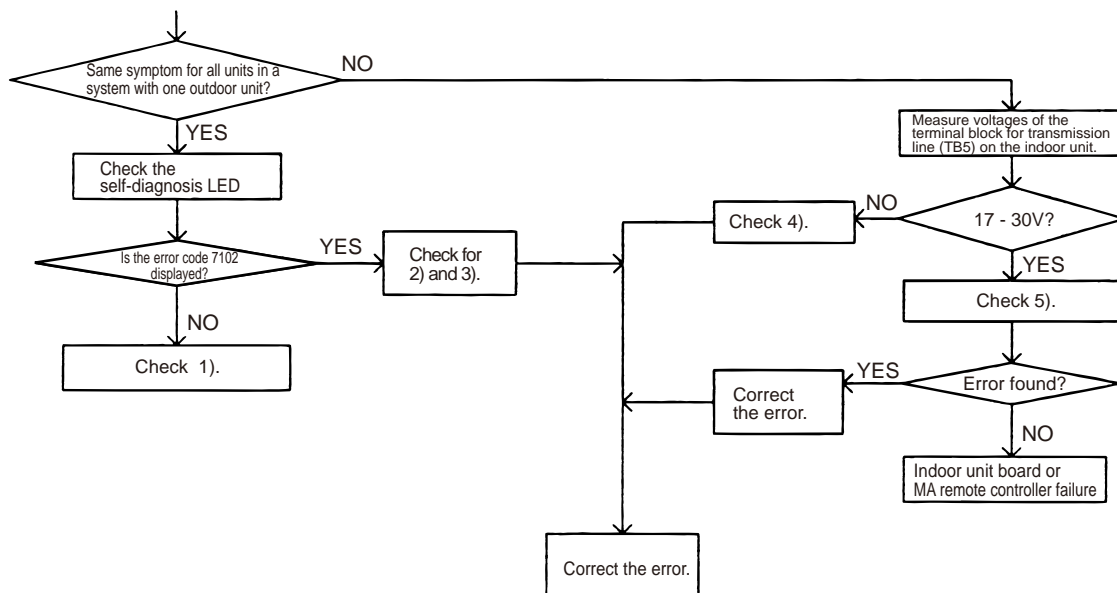 Same symptom for all units in a
system with one outdoor unit?
NO
YES
Measure voltages of the
terminal block for transmission
line (TB5) on the indoor unit.
Check the
self-diagnosis LED
NO
Check 4).
17 - 30V?
Is the error code 7102
displayed?
YES
Check for
2) and 3).
YES
Check 5).
NO
Check 1).
YES
Error found?
Correct
the error.
NO
Indoor unit board or
MA remote controller failure
Correct the error.